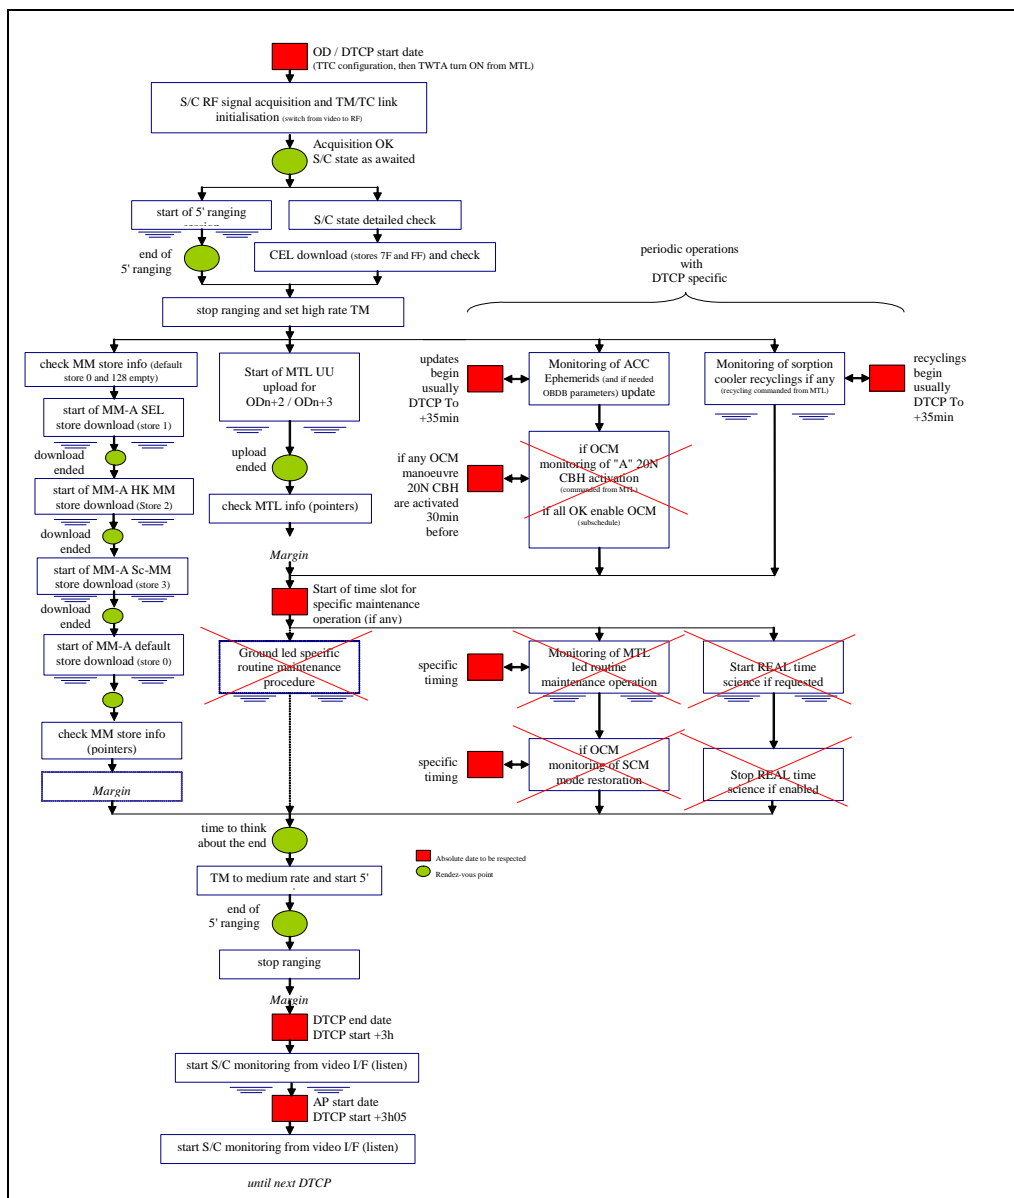 OD / DTCP start date
(TTC configuration, then TWTA turn ON from MTL)
S/C RF signal acquisition and TM/TC link
initialisation (switch from video to RF)
Acquisition OK
S/C state as awaited
start of 5' ranging
S/C state detailed check
end of
5' ranging
CEL download (stores 7F and FF) and check
periodic operations
with
DTCP specific
stop ranging and set high rate TM
check MM store info (default
store 0 and 128 empty)
start of MM-A SEL
store download (store 1)
download
ended
start of MM-A HK MM
store download (Store 2)
download
ended
start of MM-A Sc-MM
store download (store 3)
download
ended
start of MM-A default
store download (store 0)
check MM store info
(pointers)
Margin
Start of MTL UU
upload for
ODn+2 / ODn+3
upload
ended
check MTL info (pointers)
Margin
updates
begin
usually
DTCP To
+35min
Monitoring of ACC
Ephemerids (and if needed
OBDB parameters) update
Monitoring of sorption
cooler recyclings if any
(recycling commanded from MTL)
recyclings
begin
usually
DTCP To
+35min
if any OCM
manoeuvre
20N CBH
are activated
30min
before
if OCM
monitoring of "A" 20N
CBH activation
(commanded from MTL)
if all OK enable OCM
(subschedule)
Start of time slot for
specific maintenance
operation (if any)
Ground led specific
routine maintenance
procedure
specific
timing
Monitoring of MTL
led routine
maintenance operation
Start REAL time
science if requested
specific
timing
if OCM
monitoring of SCM
mode restoration
Stop REAL time
science if enabled
time to think
about the end
Absolute date to be respected
Rendez-vous point
TM to medium rate and start 5'
end of
5' ranging
stop ranging
Margin
DTCP end date
DTCP start +3h
start S/C monitoring from video I/F (listen)
AP start date
DTCP start +3h05
start S/C monitoring from video I/F (listen)
until next DTCP